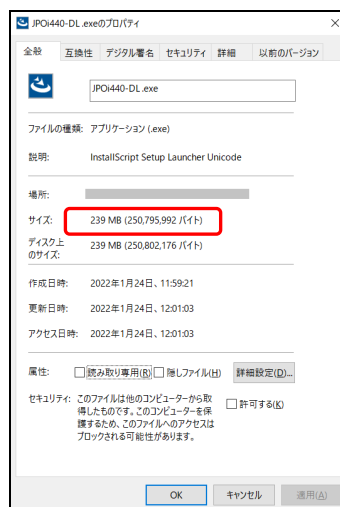 JPOi440-DL .exeのプロパティ
全般 互換性 デジタル署名 セキュリティ 詳細 以前のバージョン
JPOi440-DL .exe
ファイルの種類: アプリケーション (.exe)
説明: InstallScript Setup Launcher Unicode
場所:
サイズ: 239 MB (250,795,992 バイト)
ディスク上
のサイズ: 239 MB (250,802,176 バイト)
作成日時: 2022年1月24日、11:59:21
更新日時: 2022年1月24日、12:01:03
アクセス日時: 2022年1月24日、12:01:03
属性: 読み取り専用(R) 隠しファイル(H) 詳細設定(D)...
セキュリティ: このファイルは他のコンピューターから取
得したものです。このコンピューターを保
護するため、このファイルへのアクセスは
ブロックされる可能性があります。
許可する(K)
OK キャンセル 適用(A)